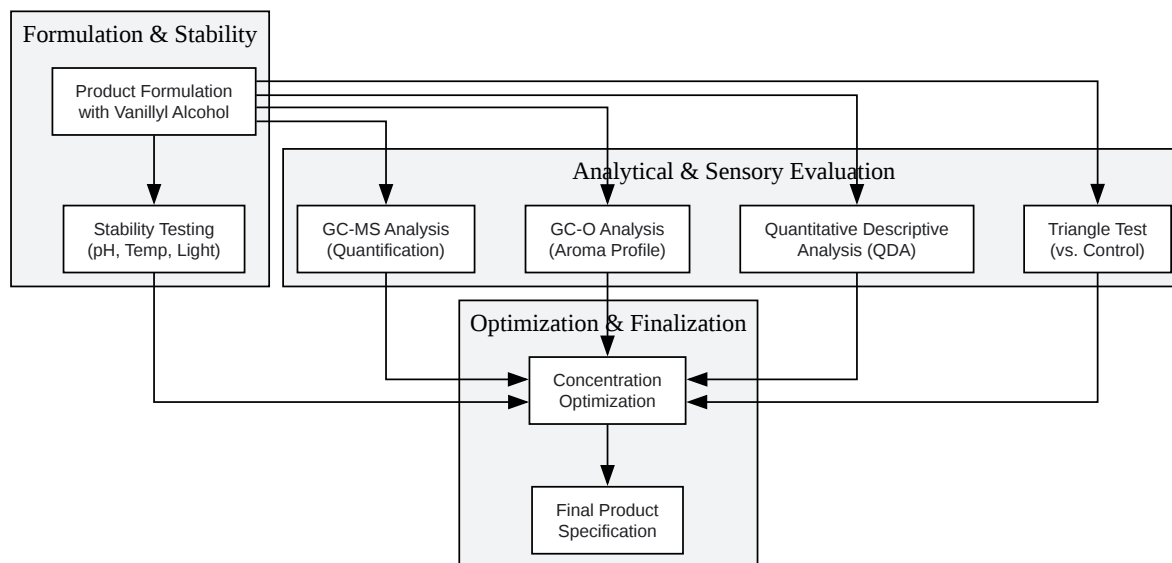 Formulation & Stability
Product Formulation
with Vanillyl Alcohol
Analytical & Sensory Evaluation
Stability Testing
(pH, Temp, Light)
GC-MS Analysis
(Quantification)
GC-O Analysis
(Aroma Profile)
Quantitative Descriptive
Analysis (QDA)
Triangle Test
(vs. Control)
Optimization & Finalization
Concentration
Optimization
Final Product
Specification